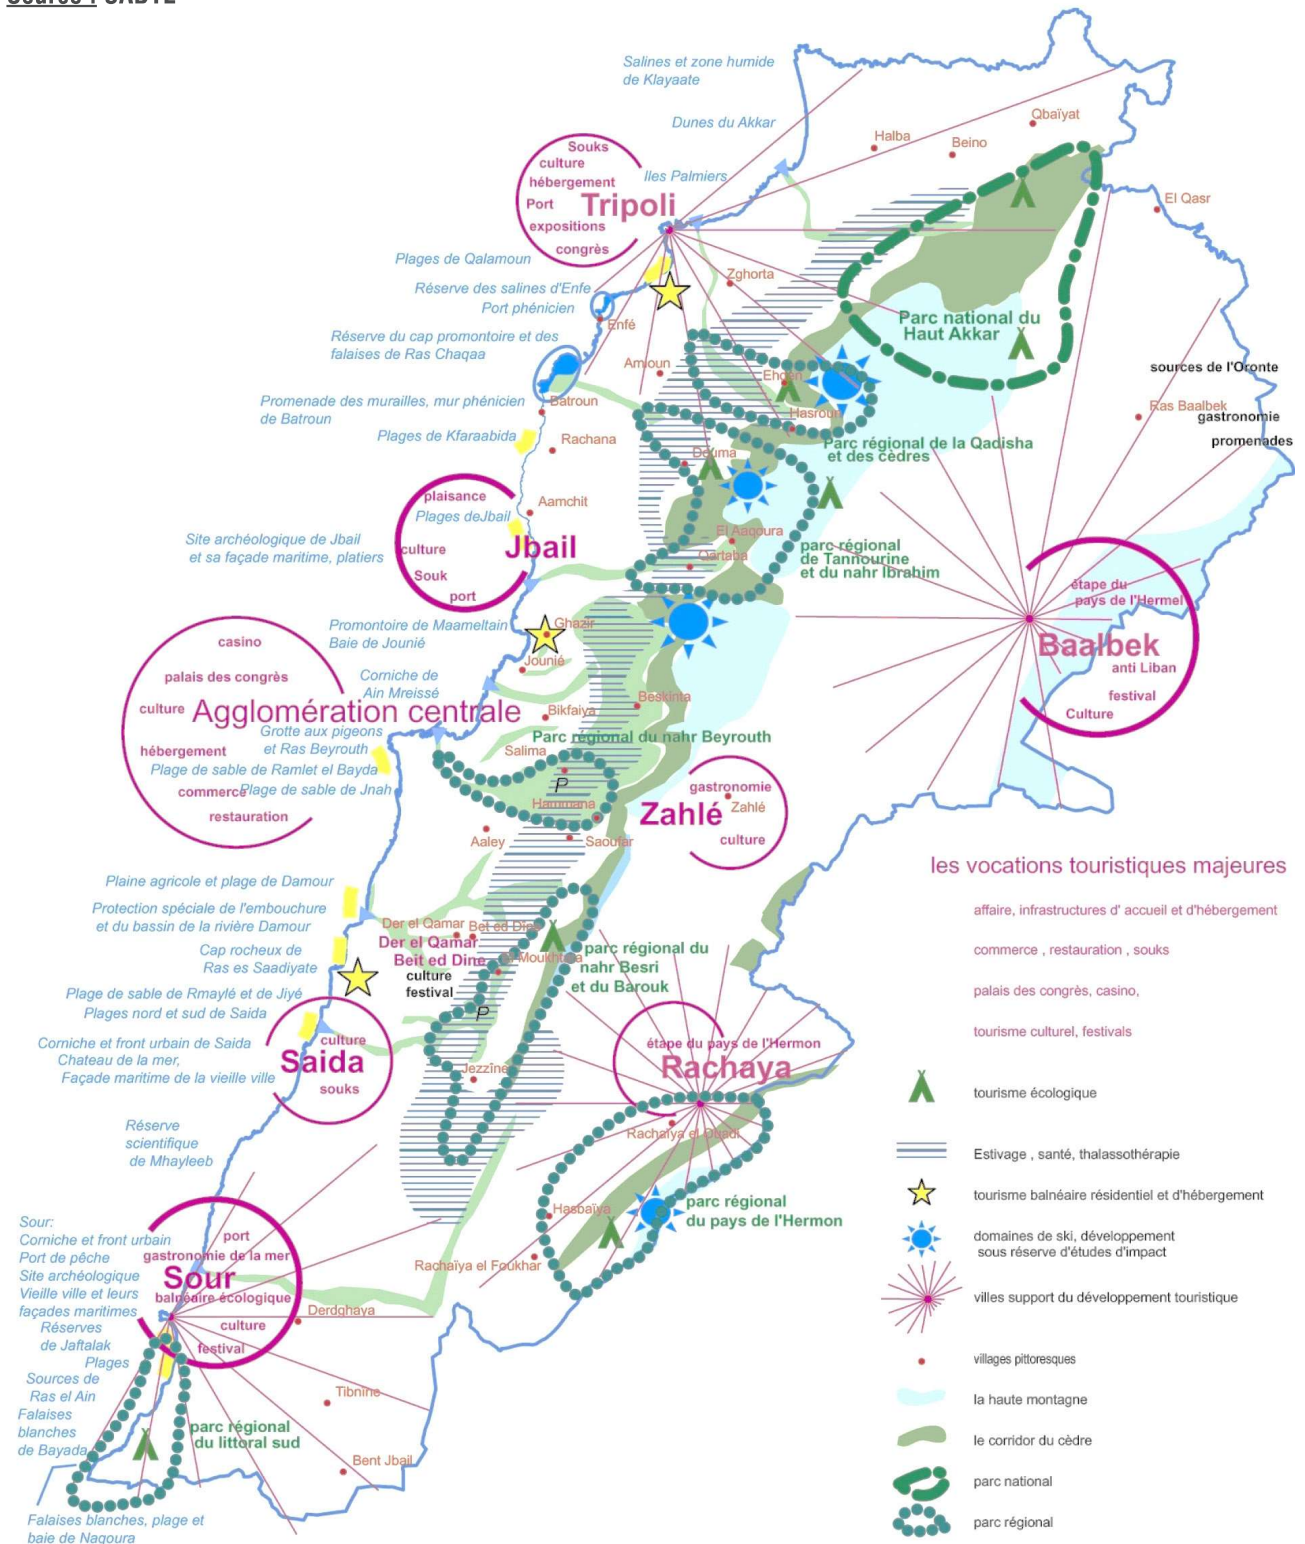 Source : SADTL
Salines et zone humide
de Klayaate
Dunes du Akkar
Qbaïyat
Halba
Beino
Souks
culture
hébergement
Port
Tripoli
expositions
congrès
Iles Palmiers
El Qasr
Plages de Qalamoun
Zghorta
Réserve des salines d'Enfe
Port phénicien
Enfé
Parc national du
Haut Akkar
Réserve du cap promontoire et des
falaises de Ras Chaqaa
Amioun
Ehden
sources de l'Oronte
Promenade des murailles, mur phénicien
de Batroun
Batroun
Hasroun
Ras Baalbek
gastronomie
promenades
Plages de Kfaraabida
Rachana
Douma
Parc régional de la Qadisha
et des cèdres
plaisance
Plages deJbail
Aamchit
Site archéologique de Jbail
et sa façade maritime, platiers
culture
Jbail
Souk
port
El Aaqoura
Qartaba
parc régional
de Tannourine
et du nahr Ibrahim
étape du
pays de l'Hermel
Baalbek
anti Liban
festival
Culture
Promontoire de Maameltain
Baie de Jounié
Ghazir
Jounié
casino
palais des congrès
culture
Agglomération centrale
hébergement
commerce
restauration
Corniche de
Ain Mreissé
Beskinta
Bikfaiya
Grotte aux pigeons
et Ras Beyrouth
Parc régional du nahr Beyrouth
Salima
Plage de sable de Ramlet el Bayda
Plage de sable de Jnah
P
Hammana
gastronomie
Zahlé
Zahlé
culture
Aaley
Saoufar
les vocations touristiques majeures
affaire, infrastructures d' accueil et d'hébergement
commerce , restauration , souks
palais des congrès, casino,
tourisme culturel, festivals
tourisme écologique
Estivage , santé, thalassothérapie
tourisme balnéaire résidentiel et d'hébergement
domaines de ski, développement
sous réserve d'études d'impact
villes support du développement touristique
villages pittoresques
la haute montagne
le corridor du cèdre
parc national
parc régional
Plaine agricole et plage de Damour
Protection spéciale de l'embouchure
et du bassin de la rivière Damour
Der el Qamar
Bet ed Dine
Der el Qamar
Beit ed Dine
culture
festival
Moukhtara
parc régional du
nahr Besri
et du Barouk
Cap rocheux de
Ras es Saadiyate
Plage de sable de Rmaylé et de Jiyé
Plages nord et sud de Saida
P
Corniche et front urbain de Saida
Chateau de la mer,
Façade maritime de la vieille ville
culture
Saida
souks
Jezzîne
étape du pays de l'Hermon
Rachaya
Rachaïya el Ouadi
Réserve
scientifique
de Mhayleeb
Hasbaïya
parc régional
du pays de l'Hermon
Rachaïya el Foukhar
Sour:
Corniche et front urbain
Port de pêche
Site archéologique
Vieille ville et leurs
façades maritimes
Réserves
de Jaftalak
Plages
Sources de
Ras el Ain
Falaises
blanches
de Bayada
port
gastronomie de la mer
Sour
balnéaire écologique
culture
festival
Derdghaya
Tibnine
parc régional
du littoral sud
Bent Jbail
Falaises blanches, plage et
baie de Naqoura